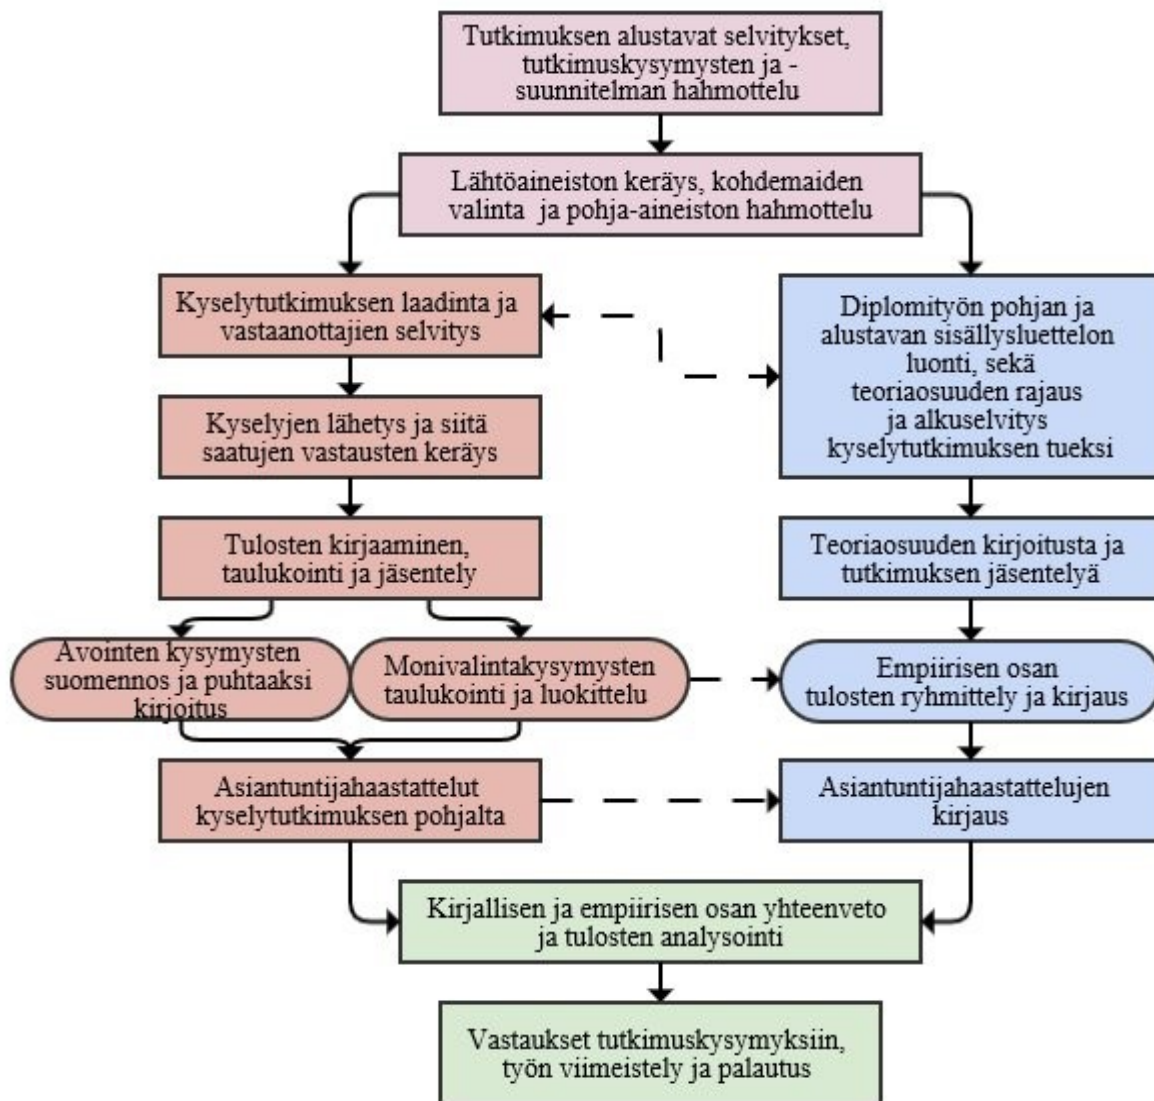 Tutkimuksen alustavat selvitykset,
tutkimuskysymysten ja -
suunnitelman hahmottelu
Lähtöaineiston keräys, kohdemaiden
valinta ja pohja-aineiston hahmottelu
Kyselytutkimuksen laadinta ja
vastaanottajien selvitys
Diplomityön pohjan ja
alustavan sisällysluettelon
luonti, sekä
teoriaosuuden rajaus
ja alkuselvitys
kyselytutkimuksen tueksi
Kyselyjen lähetys ja siitä
saatujen vastausten keräys
Tulosten kirjaaminen,
taulukointi ja jäsentely
Teoriaosuuden kirjoitusta ja
tutkimuksen jäsentelyä
Avointen kysymysten
suomennos ja puhtaaksi
kirjoitus
Monivalintakysymysten
taulukointi ja luokittelu
Empiirisen osan
tulosten ryhmittely ja kirjaus
Asiantuntijahaastattelut
kyselytutkimuksen pohjalta
Asiantuntijahaastattelujen
kirjaus
Kirjallisen ja empiirisen osan yhteenveto
ja tulosten analysointi
Vastaukset tutkimuskysymyksiin,
työn viimeistely ja palautus